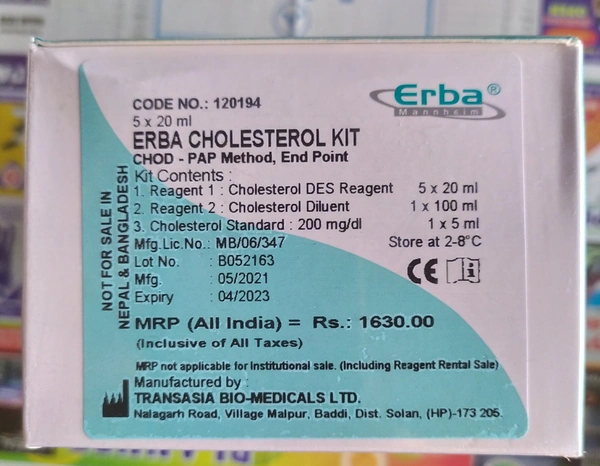 CODE NO.: 120194
5 x 20 ml
Erba®
Mannheim
ERBA CHOLESTEROL KIT
CHOD - PAP Method, End Point
Kit Contents :
1. Reagent 1 : Cholesterol DES Reagent 5 x 20 ml
2. Reagent 2 : Cholesterol Diluent 1 x 100 ml
3. Cholesterol Standard : 200 mg/dl 1 x 5 ml
Mfg.Lic.No.: MB/06/347 Store at 2-8°C
Lot No. : B052163
Mfg. : 05/2021
Expiry : 04/2023
CE
NOT FOR SALE IN
NEPAL & BANGLADESH
MRP (All India) = Rs.: 1630.00
(Inclusive of All Taxes)
MRP not applicable for Institutional sale. (Including Reagent Rental Sale)
Manufactured by :
TRANSASIA BIO-MEDICALS LTD.
Nalagarh Road, Village Malpur, Baddi, Dist. Solan, (HP)-173 205.